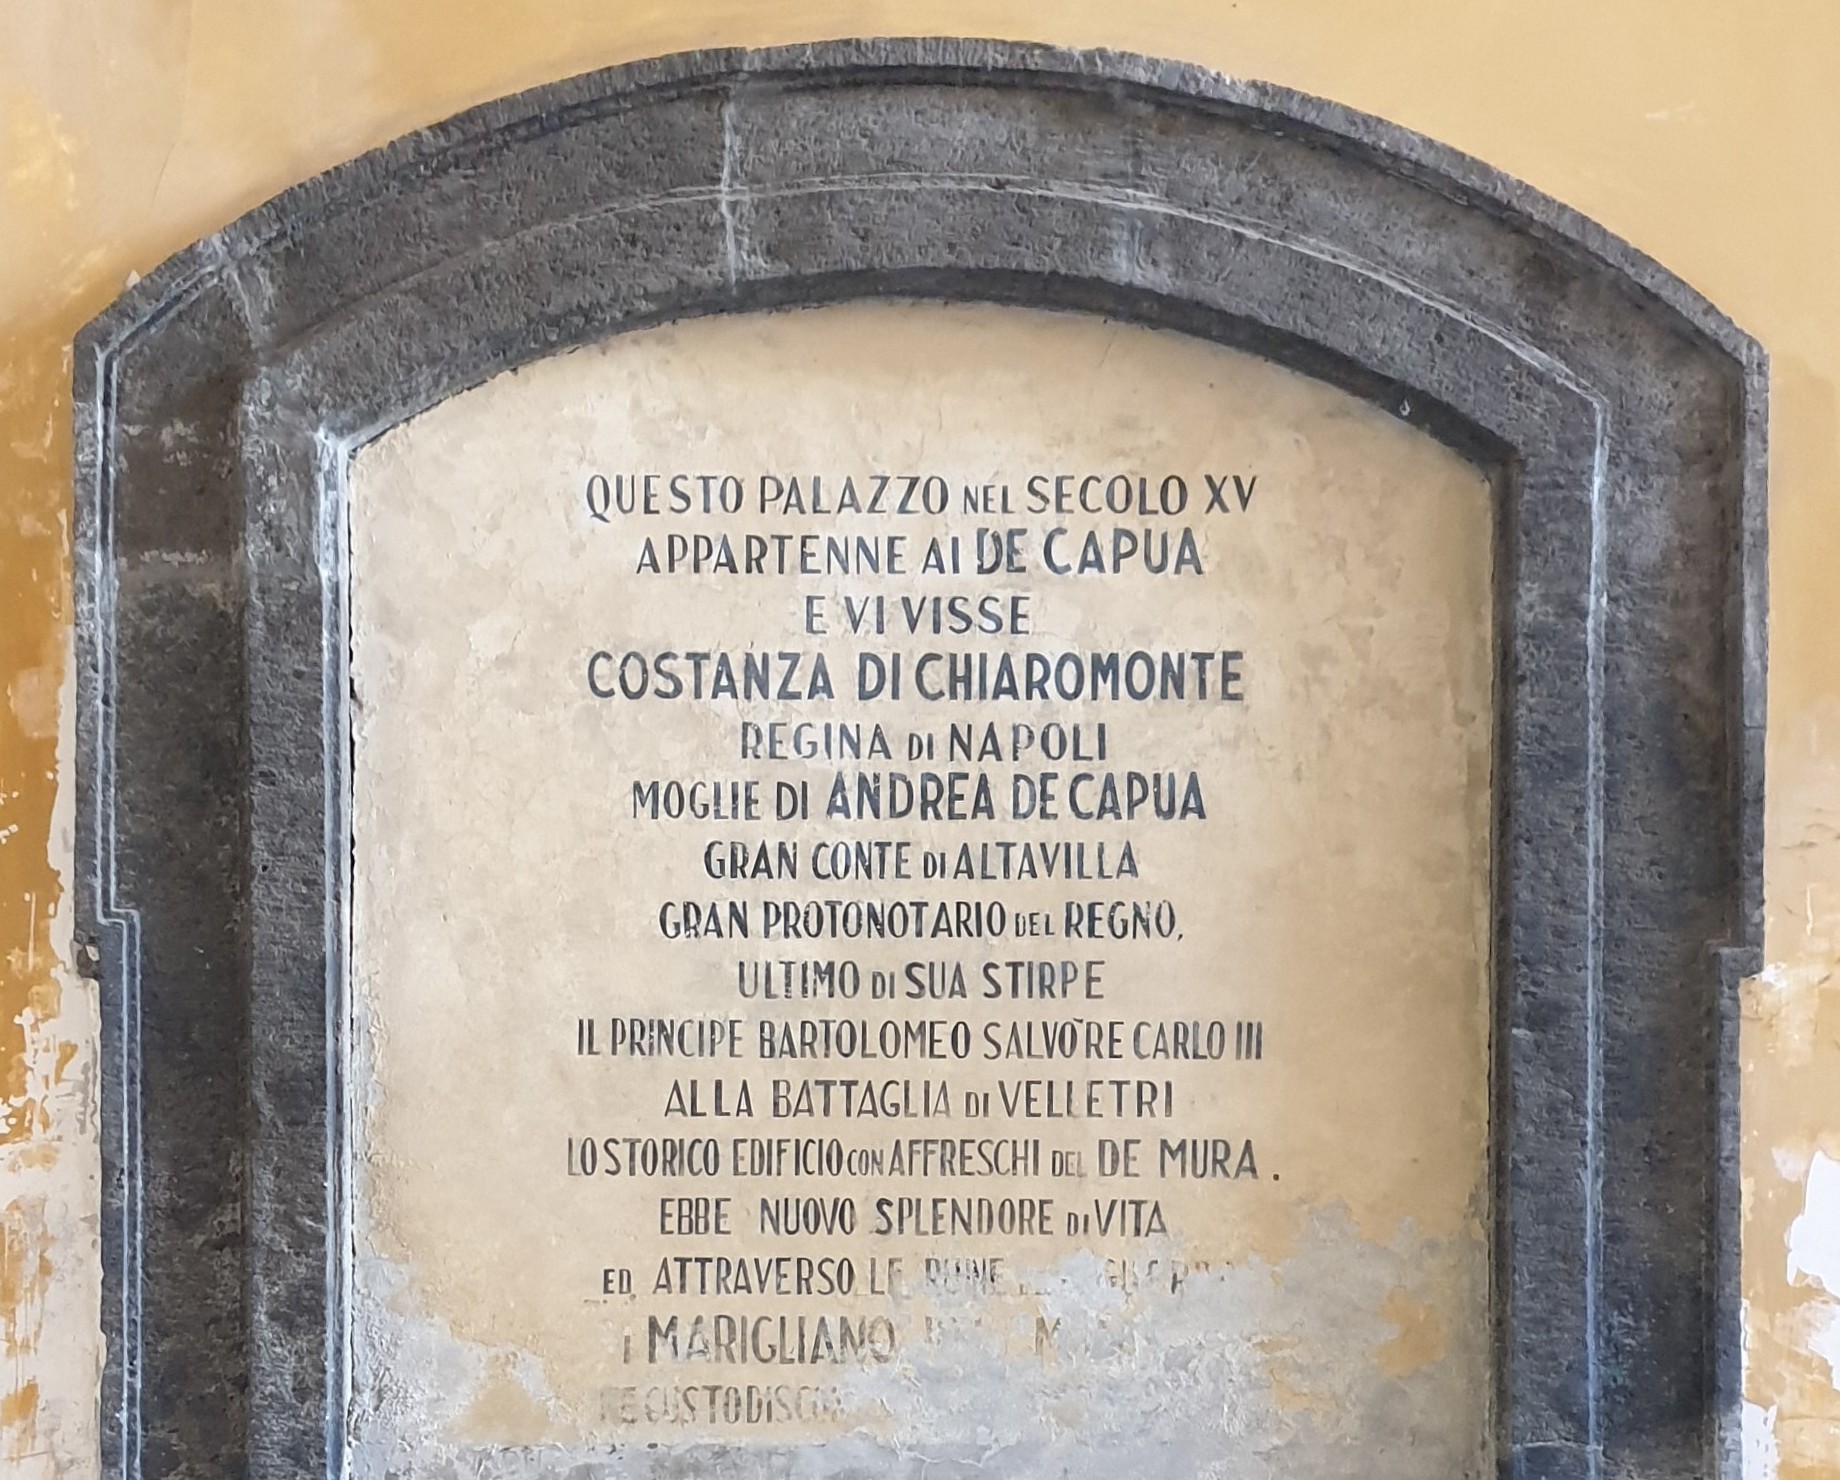 QUESTO PALAZZO NEL SECOLO XV
APPARTENNE AI DE CAPUA
E VI VISSE
COSTANZA DI CHIAROMONTE
REGINA DI NAPOLI
MOGLIE DI ANDREA DE CAPUA
GRAN CONTE DI ALTAVILLA
GRAN PROTONOTARIO DEL REGNO,
ULTIMO DI SUA STIRPE
IL PRINCIPE BARTOLOMEO SALVÒ RE CARLO III
ALLA BATTAGLIA DI VELLETRI
LO STORICO EDIFICIO CON AFFRESCHI DEL DE MURA.
EBBE NUOVO SPLENDORE DI VITA
ED ATTRAVERSO LE
I MARIGLIANO